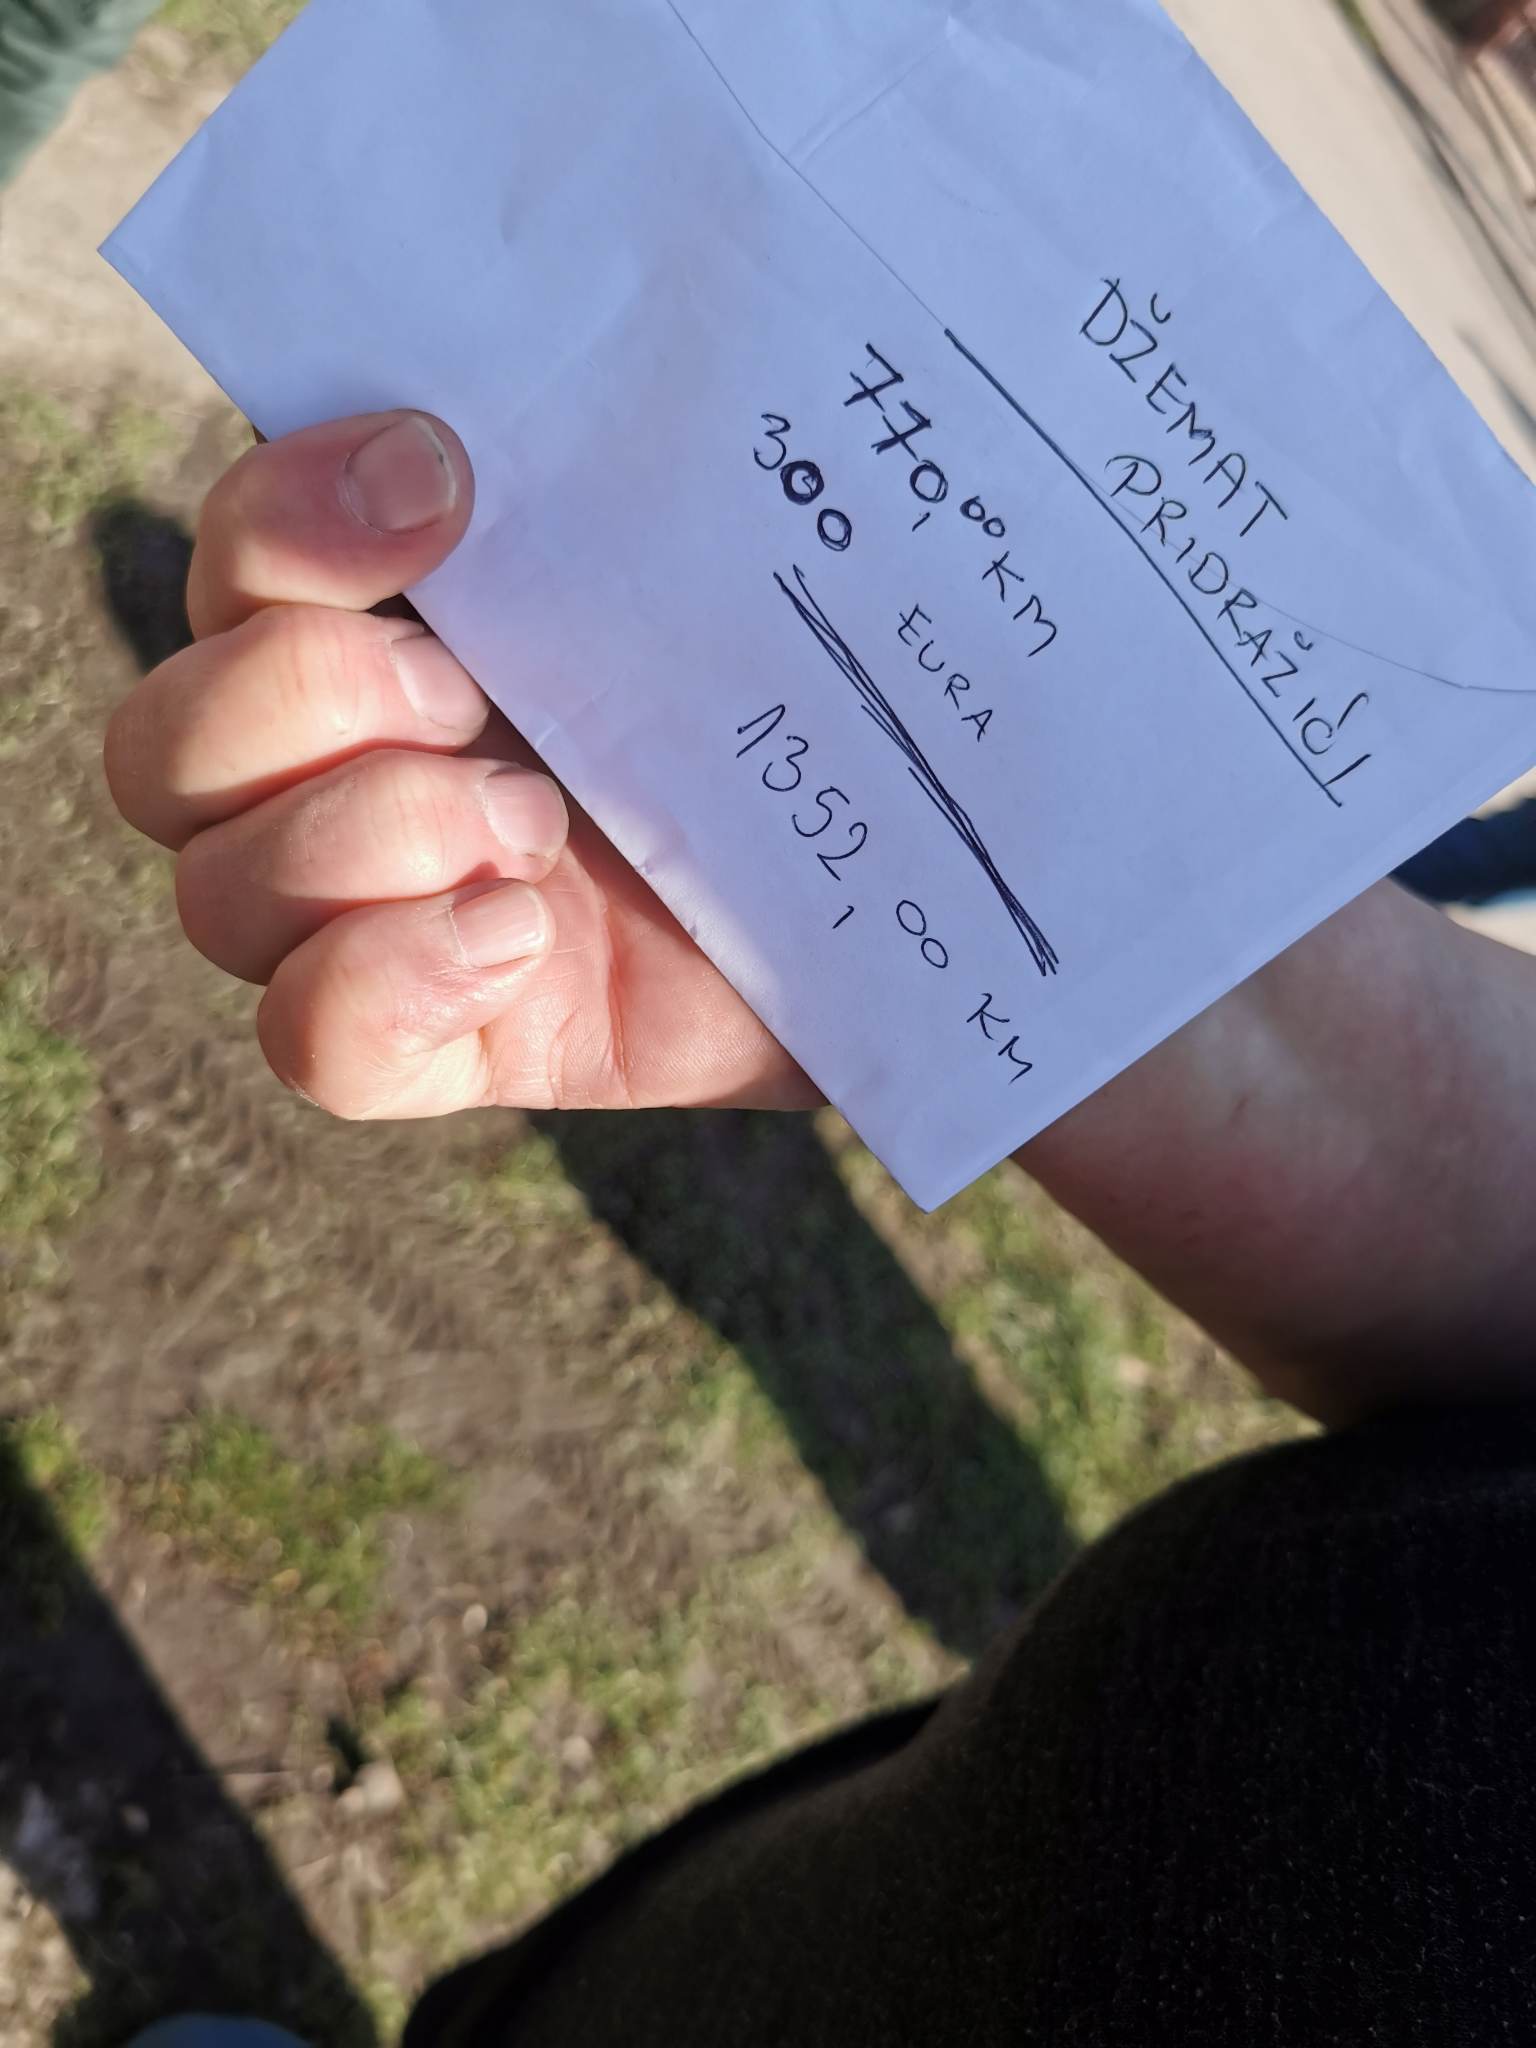 DŽEMAT
PRIDRAŽIĆI
770,00 KM
300 EURA
1352,00 KM